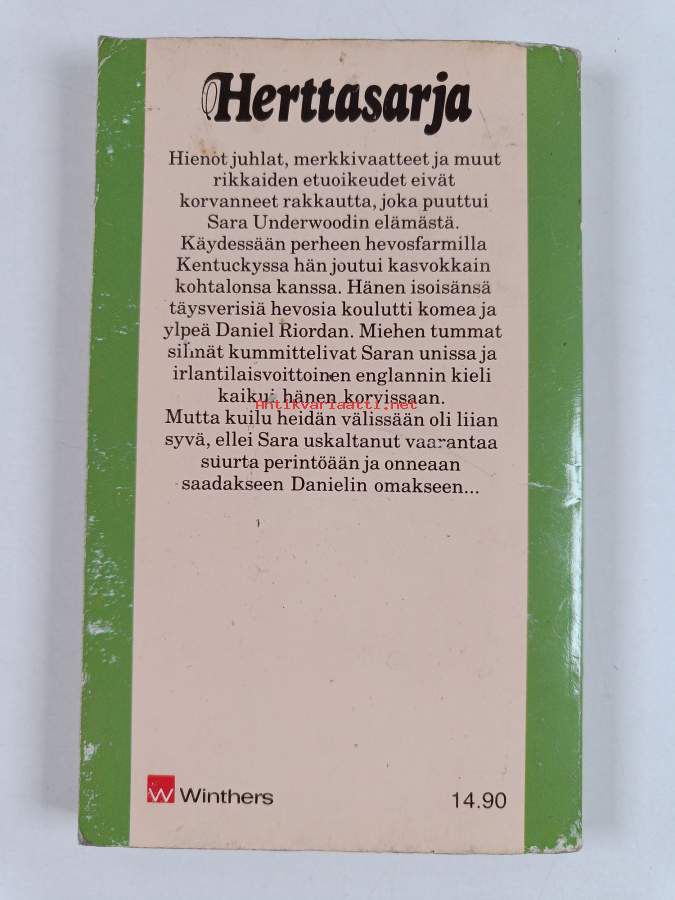 Herttasarja
Hienot juhlat, merkkivaatteet ja muut
rikkaiden etuoikeudet eivät
korvanneet rakkautta, joka puuttui
Sara Underwoodin elämästä.
Käydessään perheen hevosfarmilla
Kentuckyssa hän joutui kasvokkain
kohtalonsa kanssa. Hänen isoisänsä
täysverisiä hevosia koulutti komea ja
ylpeä Daniel Riordan. Miehen tummat
silmät kummittelivat Saran unissa ja
irlantilaisvoittoinen englannin kieli
kaikui hänen korvissaan.
Antikvariaatti.net
Mutta kuilu heidän välissään oli liian
syvä, ellei Sara uskaltanut vaarantaa
suurta perintöään ja onneaan
saadakseen Danielin omakseen...
W Winthers
14.90